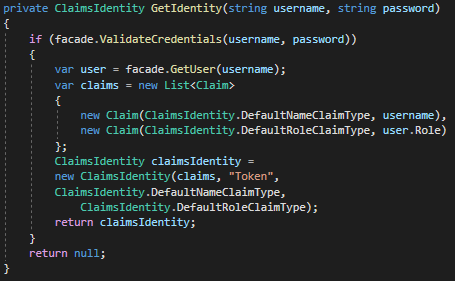 private ClaimsIdentity GetIdentity(string username, string password)
{
    if (facade.ValidateCredentials(username, password))
    {
        var user = facade.GetUser(username);
        var claims = new List<Claim>
        {
            new Claim(ClaimsIdentity.DefaultNameClaimType, username),
            new Claim(ClaimsIdentity.DefaultRoleClaimType, user.Role)
        };
        ClaimsIdentity claimsIdentity =
        new ClaimsIdentity(claims, "Token",
        ClaimsIdentity.DefaultNameClaimType,
            ClaimsIdentity.DefaultRoleClaimType);
        return claimsIdentity;
    }
    return null;
}